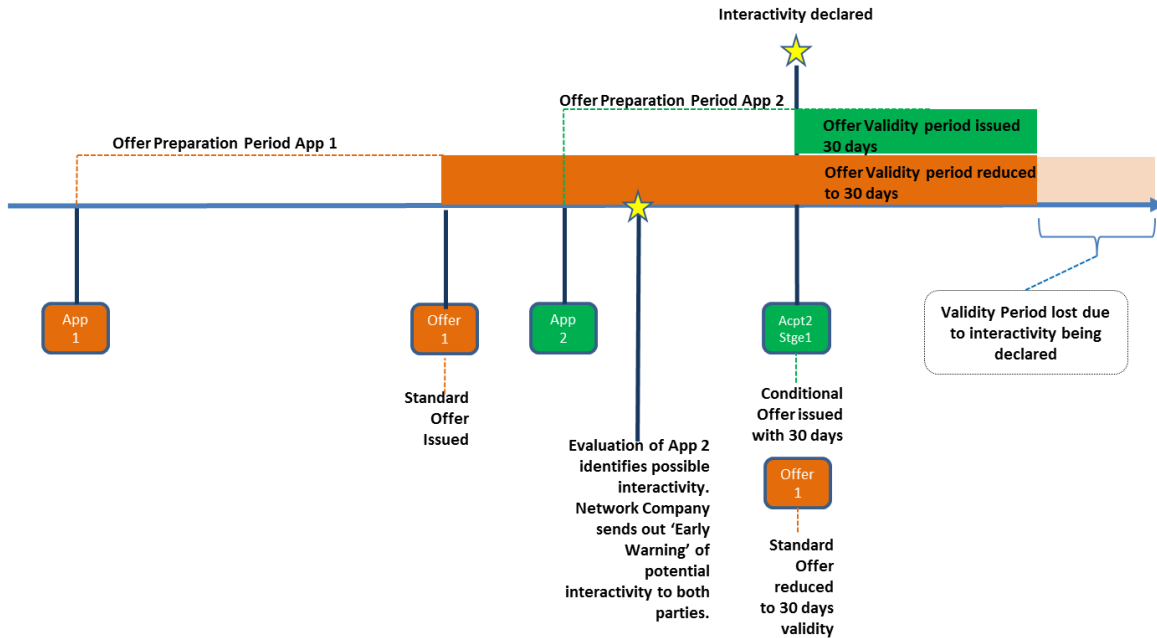 Interactivity declared
Offer Preparation Period App 2
Offer Validity period issued
30 days
Offer Preparation Period App 1
Offer Validity period reduced
to 30 days
App
1
Offer
1
App
2
Acpt2
Stge1
Validity Period lost due
to interactivity being
declared
Standard
Offer
Issued
Conditional
Offer issued
with 30 days
Evaluation of App 2
identifies possible
interactivity.
Network Company
sends out ‘Early
Warning’ of
potential
interactivity to both
parties.
Offer
1
Standard
Offer
reduced
to 30 days
validity